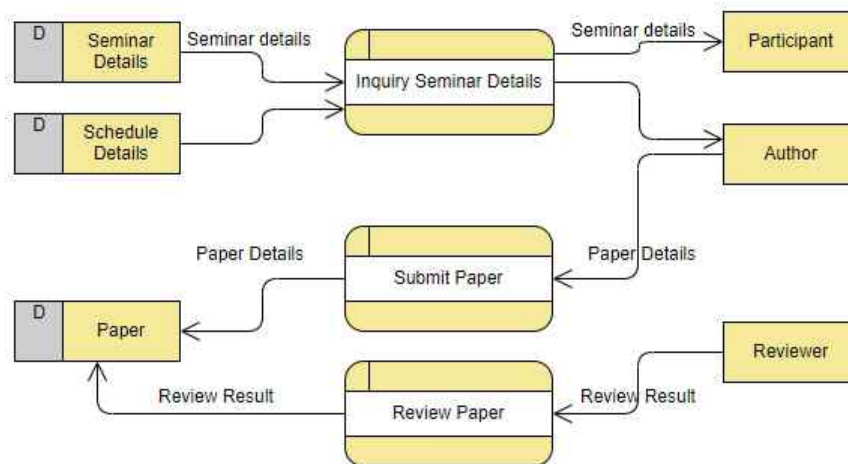 D
Seminar
Details
Seminar details
Inquiry Seminar Details
Seminar details
Participant
D
Schedule
Details
Author
Paper Details
Submit Paper
Paper Details
D
Paper
Reviewer
Review Result
Review Paper
Review Result